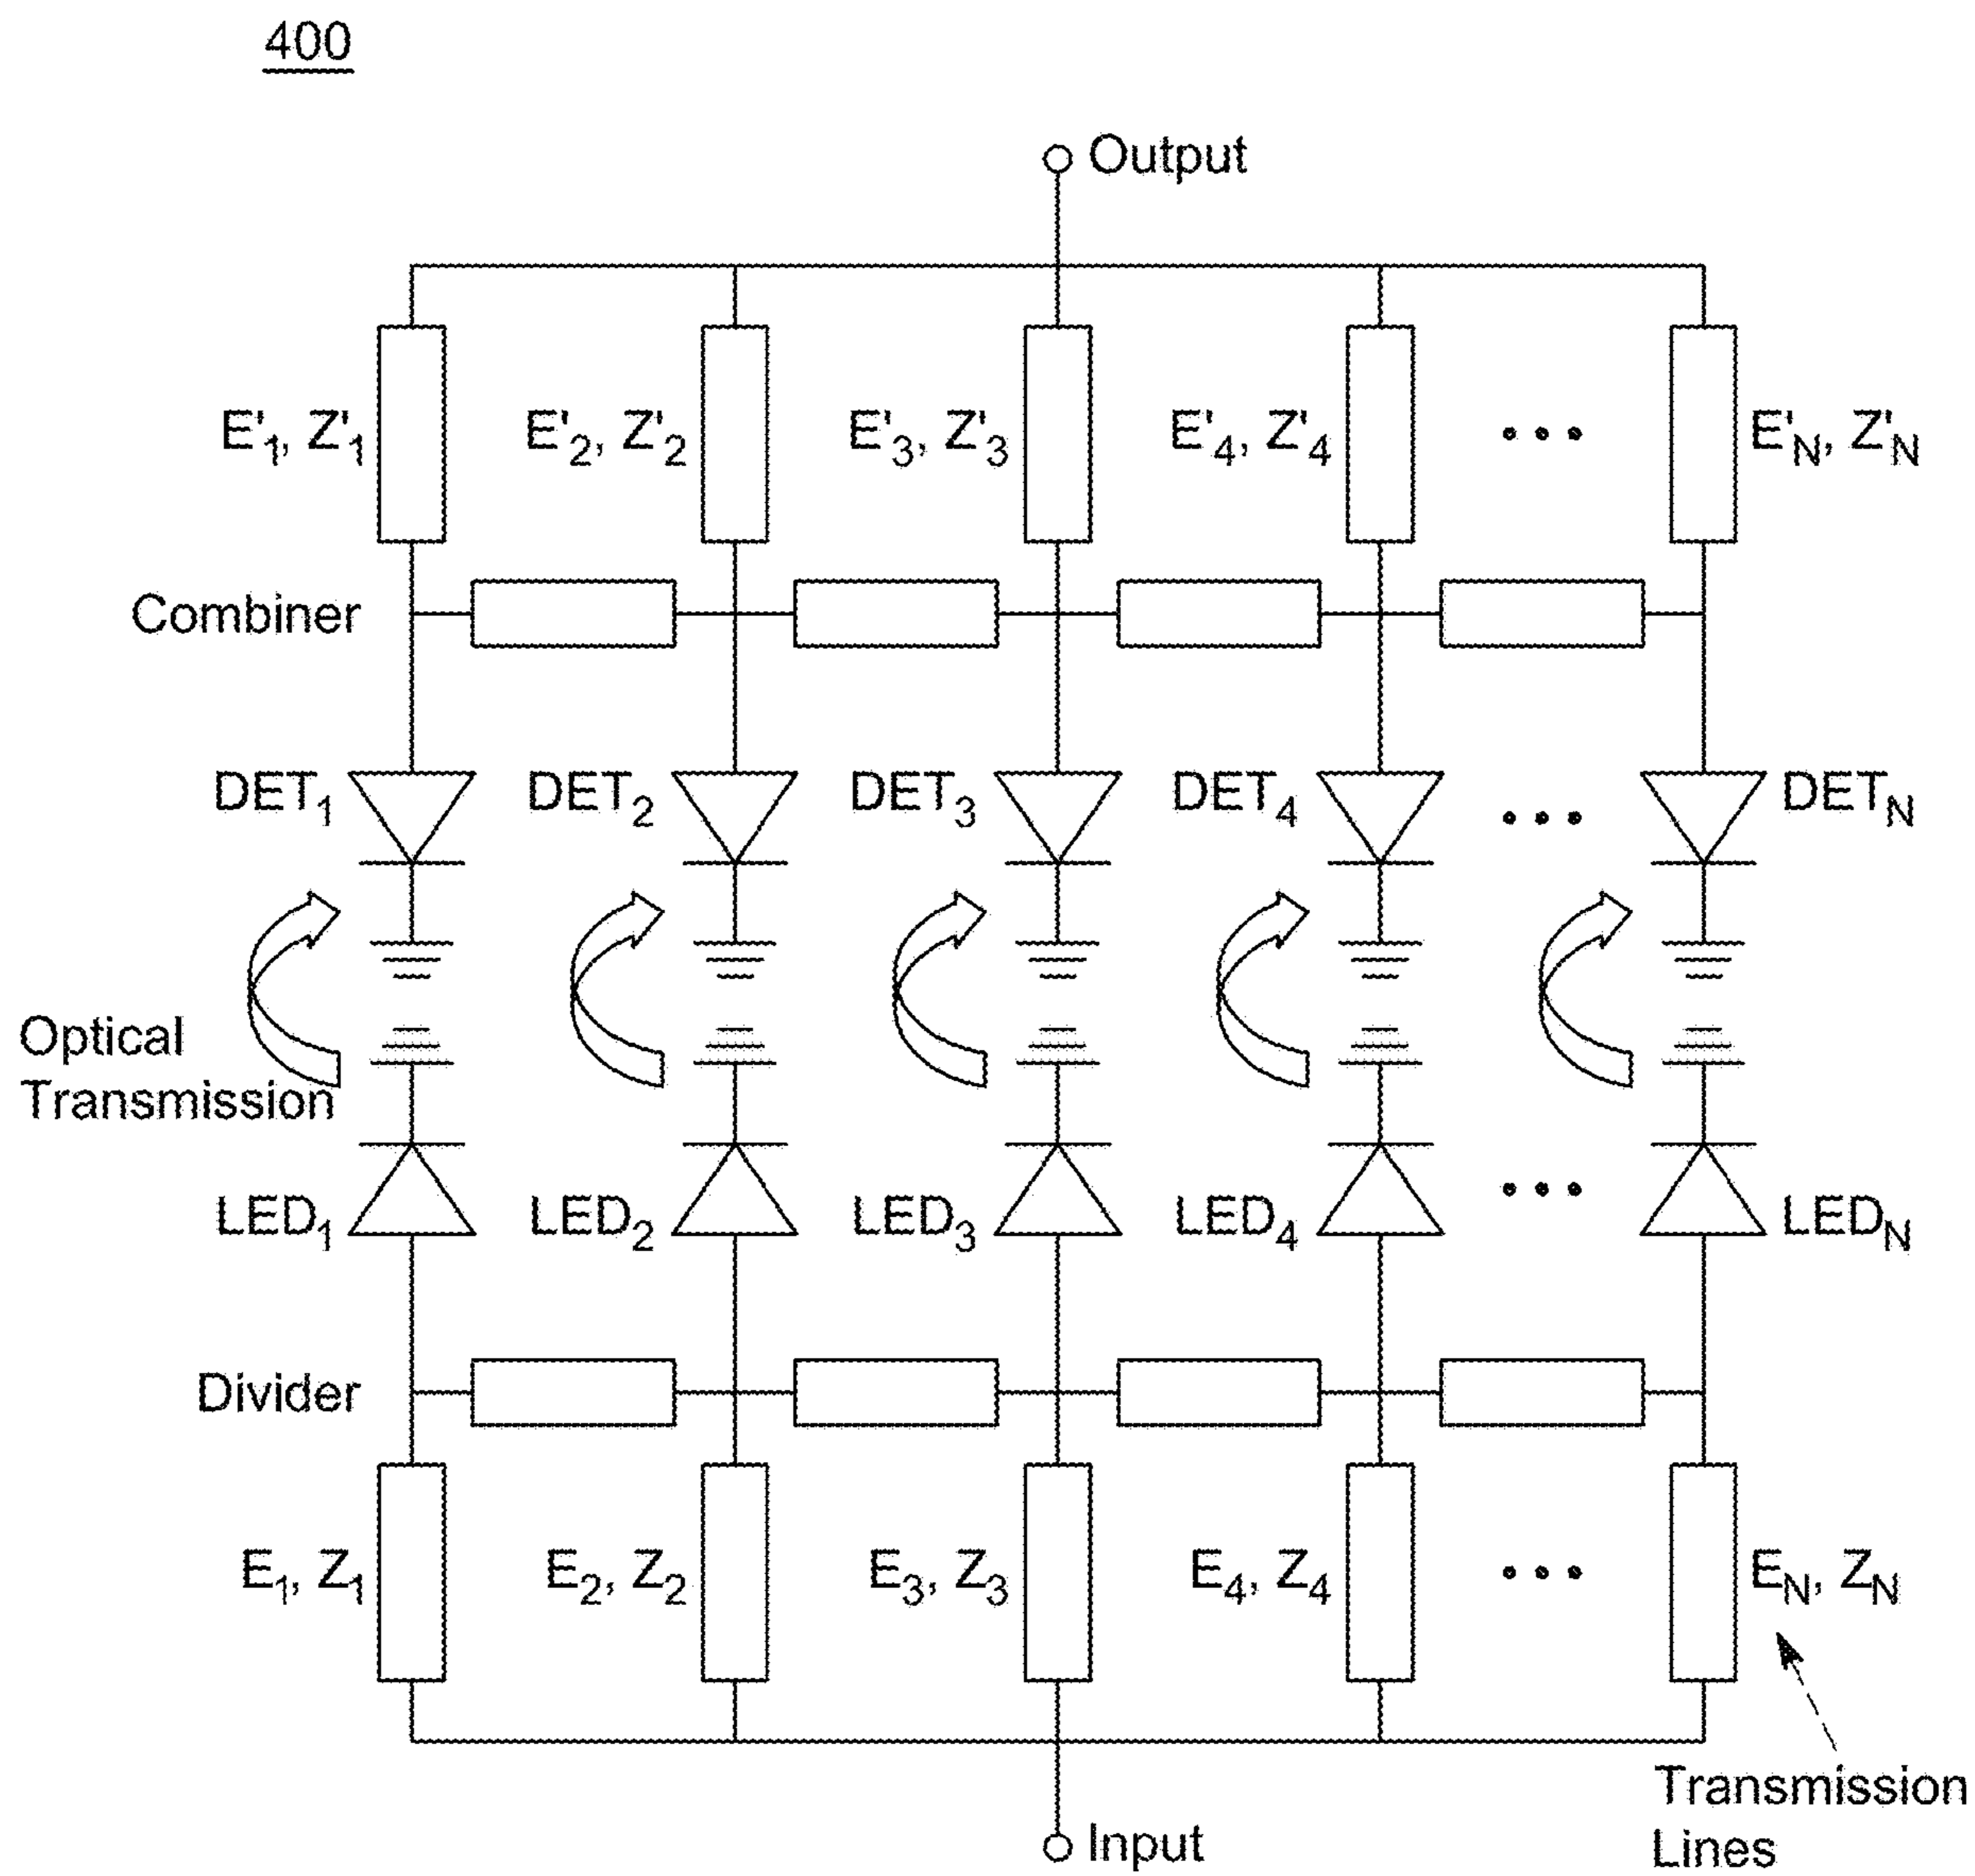 400
Output
E'₁, Z'₁ E'₂, Z'₂ E'₃, Z'₃ E'₄, Z'₄ ••• E'N, Z'N
Combiner
DET₁ DET₂ DET₃ DET₄ ••• DETN
Optical
Transmission
LED₁ LED₂ LED₃ LED₄ ••• LEDN
Divider
E₁, Z₁ E₂, Z₂ E₃, Z₃ E₄, Z₄ ••• EN, ZN
Transmission
Lines
Input